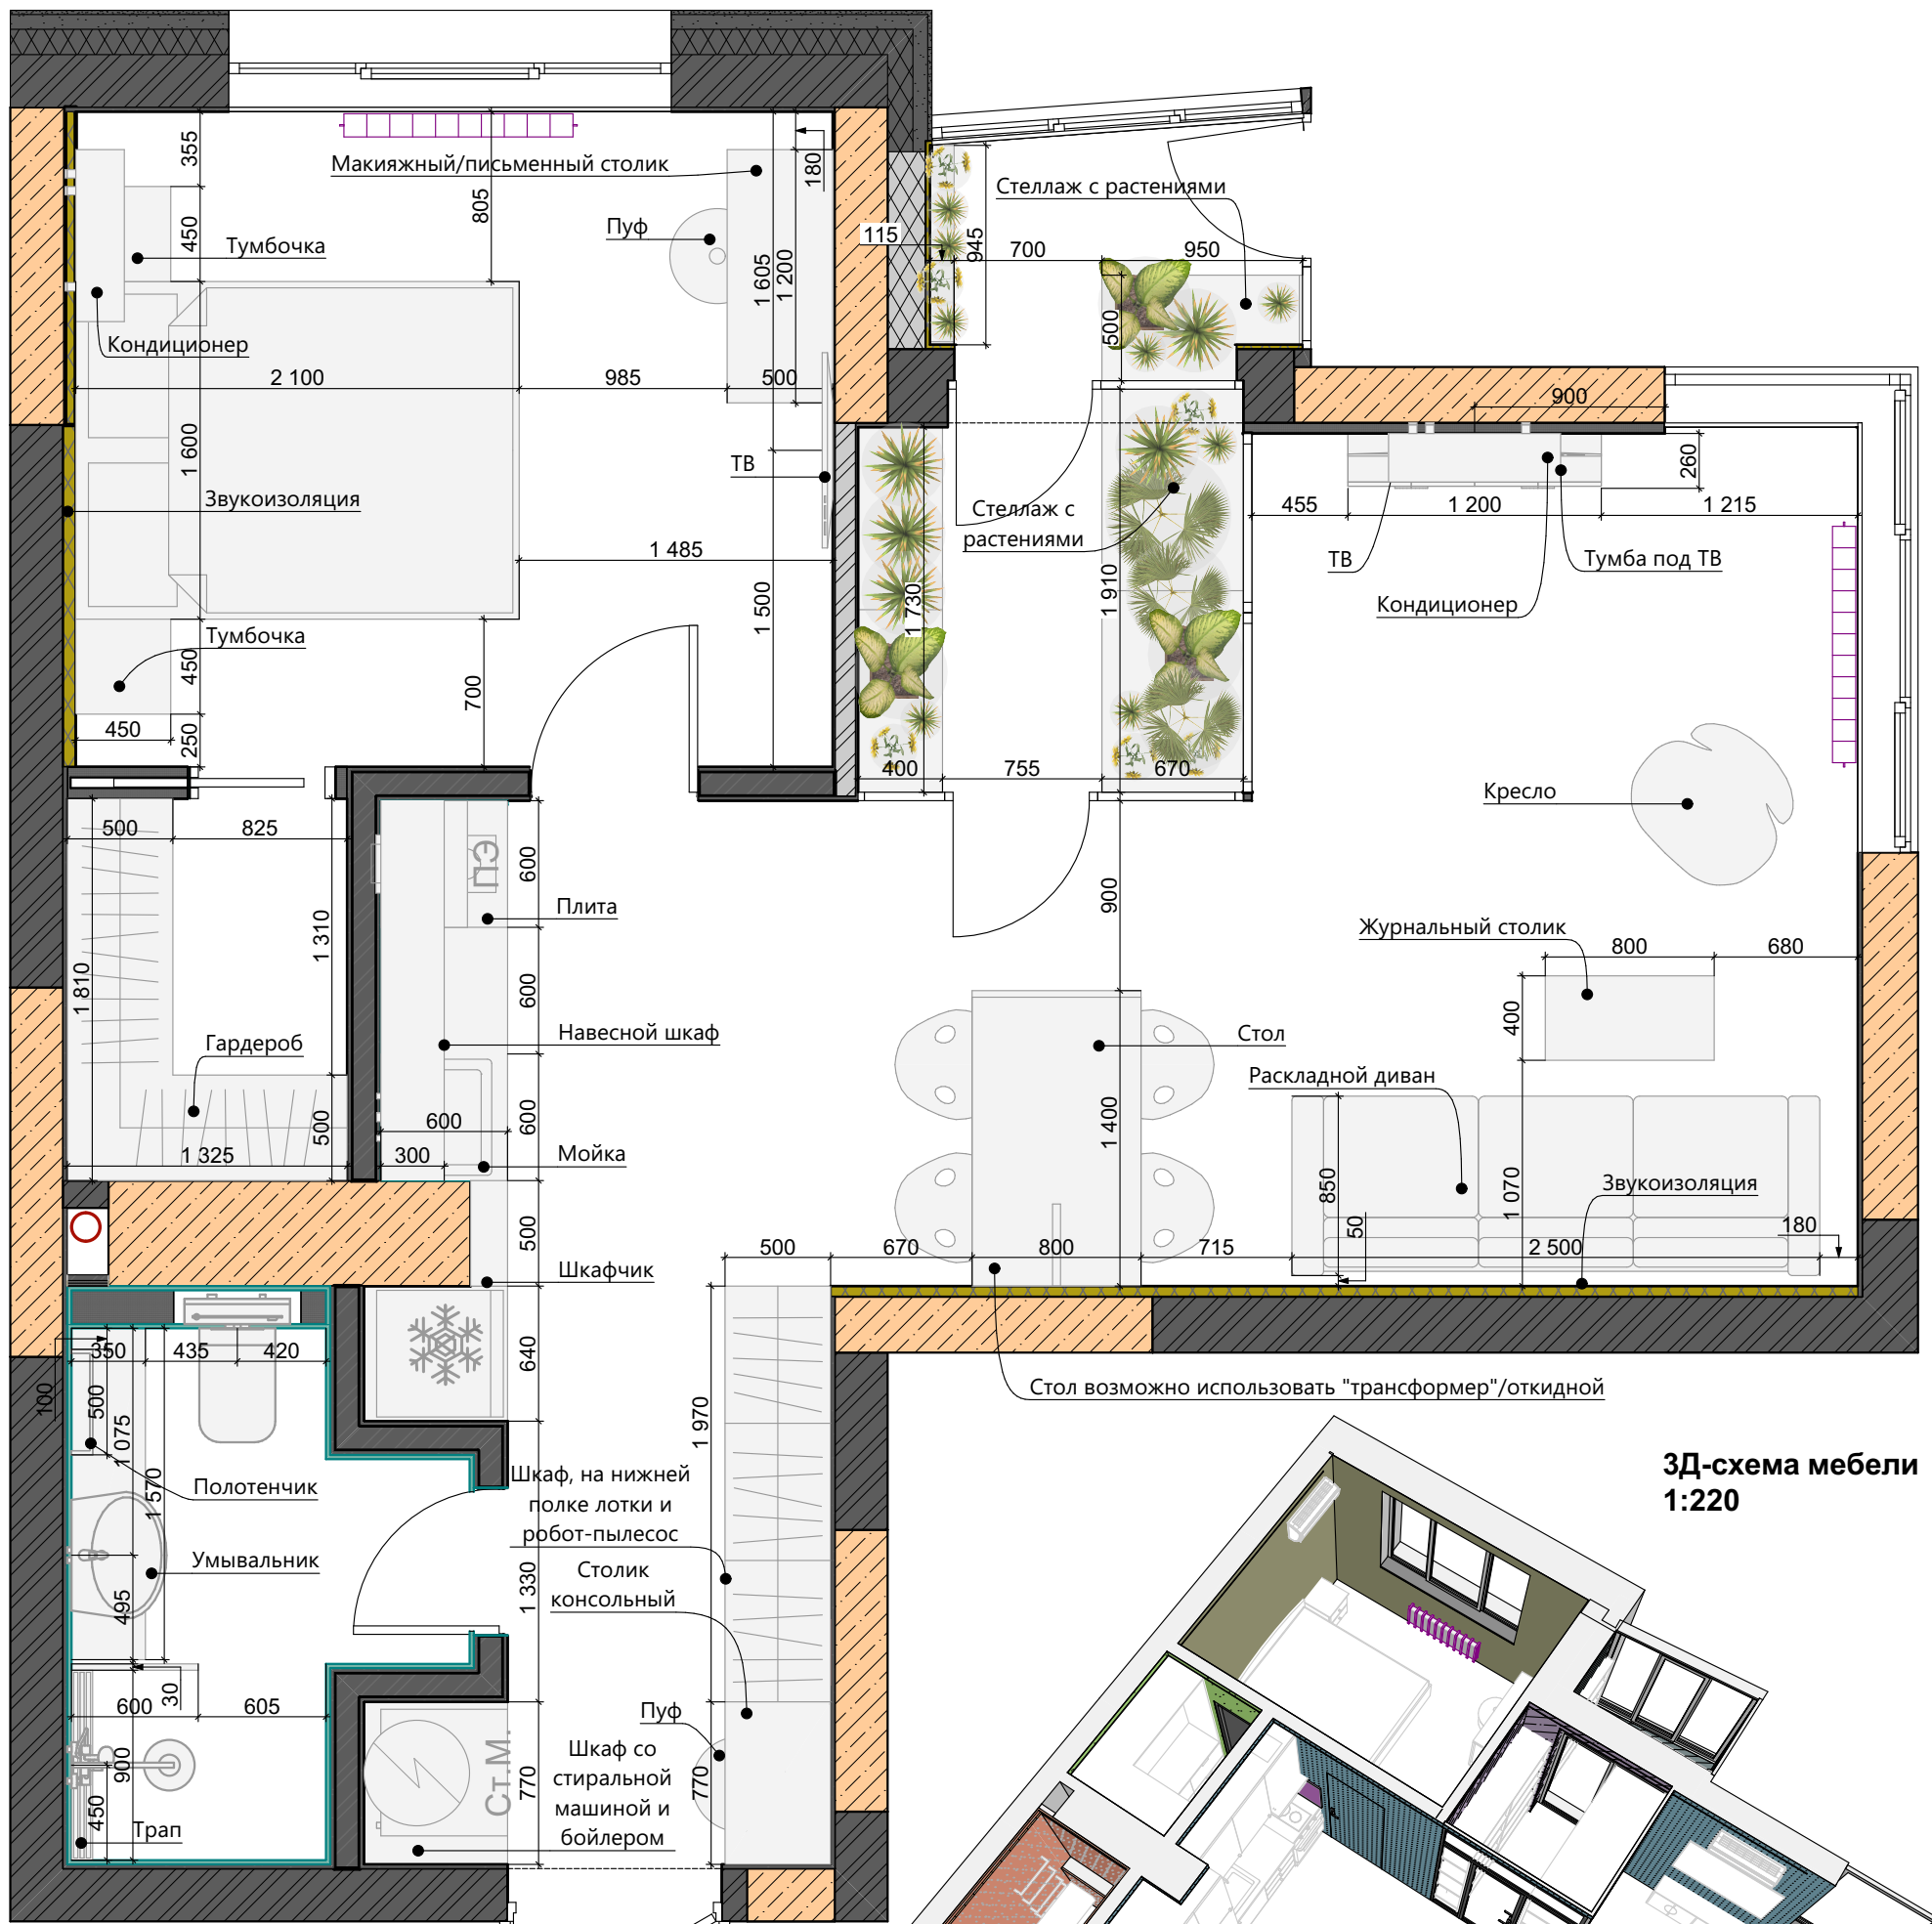 355
805
180
Макияжный/письменный столик
Стеллаж с растениями
450
Тумбочка
Пуф
1 605
1 200
115
945
700
950
Кондиционер
500
2 100
985
500
900
1 600
ТВ
260
Звукоизоляция
Стеллаж с
растениями
455
1 200
1 215
1 485
1 500
1 730
1 910
ТВ
Тумба под ТВ
Кондиционер
Тумбочка
450
700
450
250
400
755
670
Кресло
500
825
ЄЦ
600
900
Плита
1 310
1 810
Журнальный столик
800
680
600
400
Навесной шкаф
Гардероб
Стол
Раскладной диван
600
600
1 400
500
1 325
300
Мойка
850
1 070
Звукоизоляция
50
180
500
500
670
800
715
2 500
Шкафчик
350
435
420
640
100
500
1 075
1 970
Стол возможно использовать "трансформер"/откидной
3Д-схема мебели
1:220
Полотенчик
1 570
Шкаф, на нижней
полке лотки и
робот-пылесос
Умывальник
1 330
Столик
консольный
495
30
600
605
Пуф
900
Ст.М.
Шкаф со
стиральной
машиной и
бойлером
770
770
450
Трап